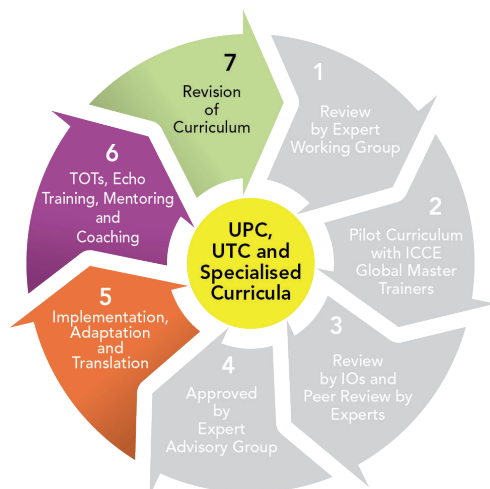 7
Revision
of
Curriculum
1
Review
by Expert
Working Group
2
Pilot Curriculum
with ICCE
Global Master
Trainers
3
Review
by IOs and
Peer Review by
Experts
4
Approved
by
Expert
Advisory Group
5
Implementation,
Adaptation
and
Translation
6
TOTs, Echo
Training, Mentoring
and
Coaching
UPC,
UTC and
Specialised
Curricula